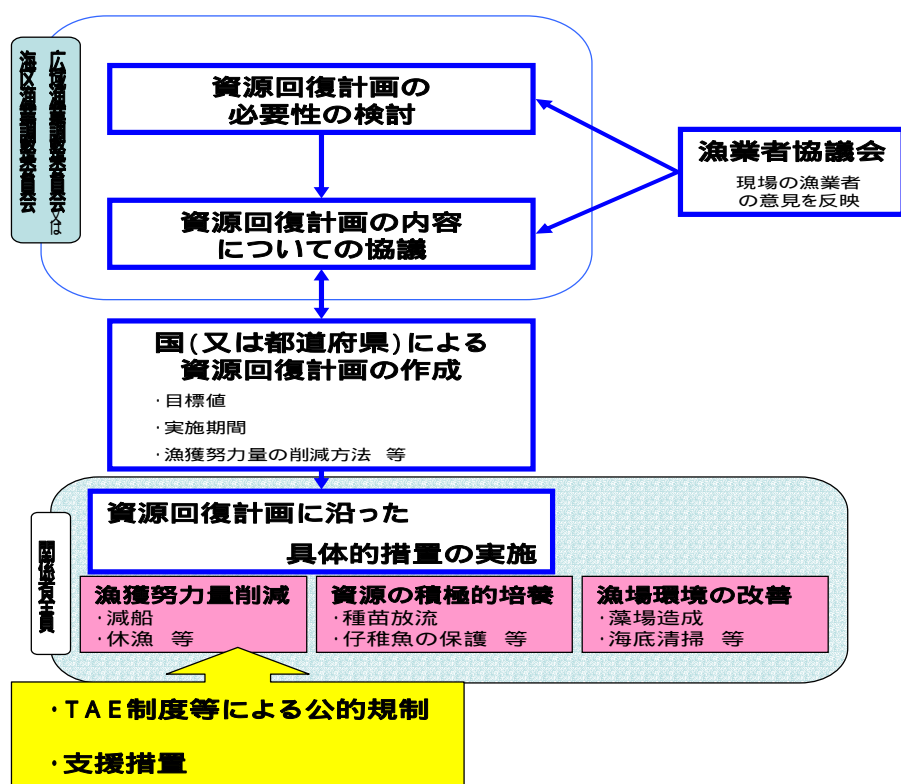 広域漁業調整委員会又は
海区漁業調整委員会
資源回復計画の
必要性の検討
漁業者協議会
現場の漁業者
の意見を反映
資源回復計画の内容
についての協議
国(又は都道府県)による
資源回復計画の作成
・目標値
・実施期間
・漁獲努力量の削減方法 等
関係者全員
資源回復計画に沿った
具体的措置の実施
漁獲努力量削減
・減船
・休漁 等
資源の積極的培養
・種苗放流
・仔稚魚の保護 等
漁場環境の改善
・藻場造成
・海底清掃 等
・TAE制度等による公的規制
・支援措置